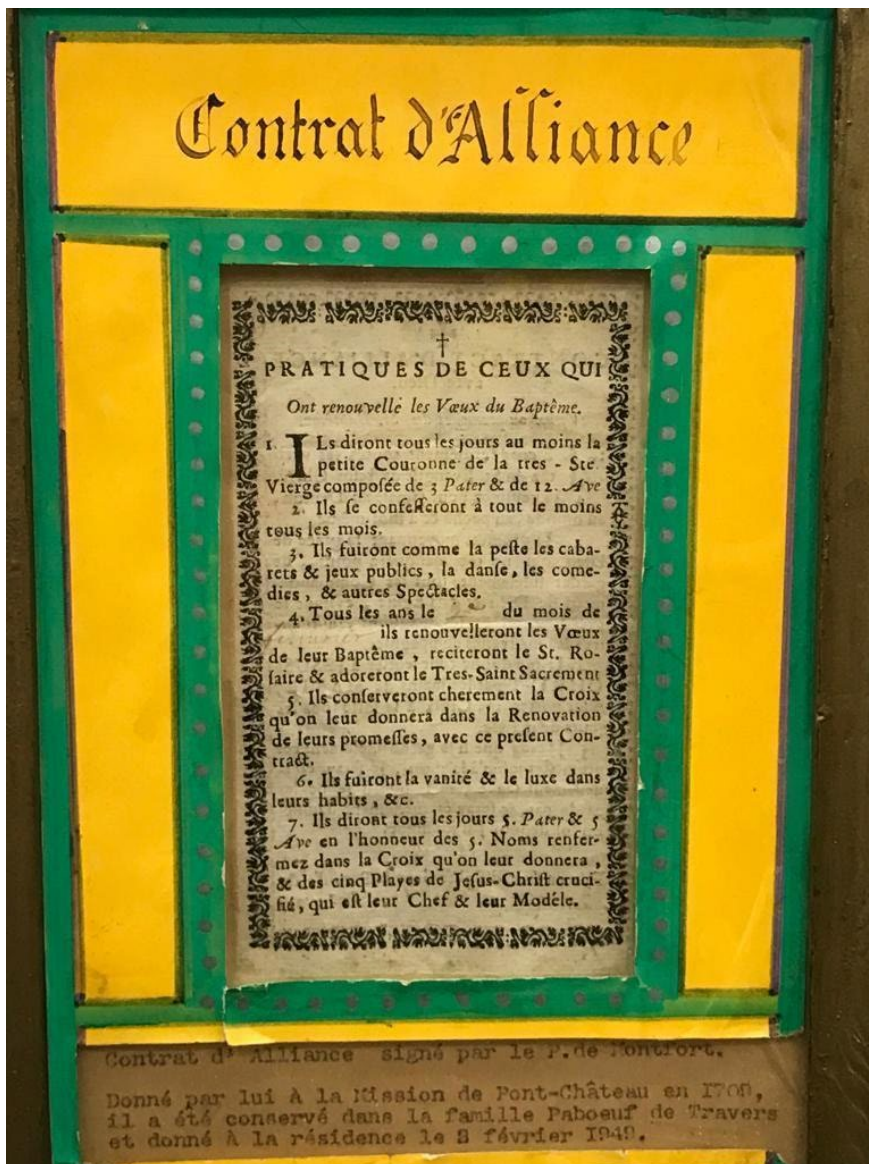 Contrat d'Alliance
†
PRATIQUES DE CEUX QUI
Ont renouvellé les Vœux du Baptême.
1. ILs diront tous les jours au moins la
petite Couronne de la tres - Ste
Vierge composée de 3 Pater & de 12. Ave
2. Ils se confesseront à tout le moins
tous les mois.
3. Ils fuiront comme la peste les caba-
rets & jeux publics, la danse, les come-
dies, & autres Spectacles.
4. Tous les ans le du mois de
ils renouvelleront les Vœux
de leur Baptême, reciteront le St. Ro-
saire & adoreront le Tres-Saint Sacrement
5. Ils conserveront cherement la Croix
qu'on leur donnera dans la Renovation
de leurs promesses, avec ce present Con-
tract.
6. Ils fuiront la vanité & le luxe dans
leurs habits, &c.
7. Ils diront tous les jours 5. Pater & 5
Ave en l'honneur des 5. Noms renfer-
mez dans la Croix qu'on leur donnera,
& des cinq Playes de Jesus-Christ cruci-
fié, qui est leur Chef & leur Modéle.
Contrat d'Alliance signé par le P.de Montfort.
Donné par lui à la Mission de Pont-Château en
il a été conservé dans la famille Paboeuf de Travers
et donné à la résidence le 2 février 1949.